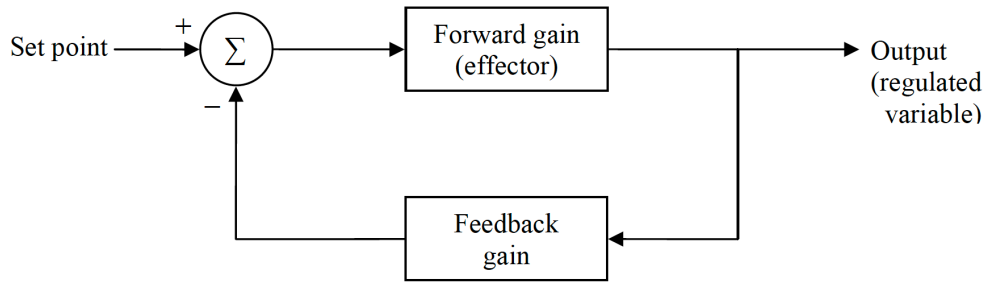 Set point
+
Σ
−
Forward gain
(effector)
Output
(regulated
variable)
Feedback
gain